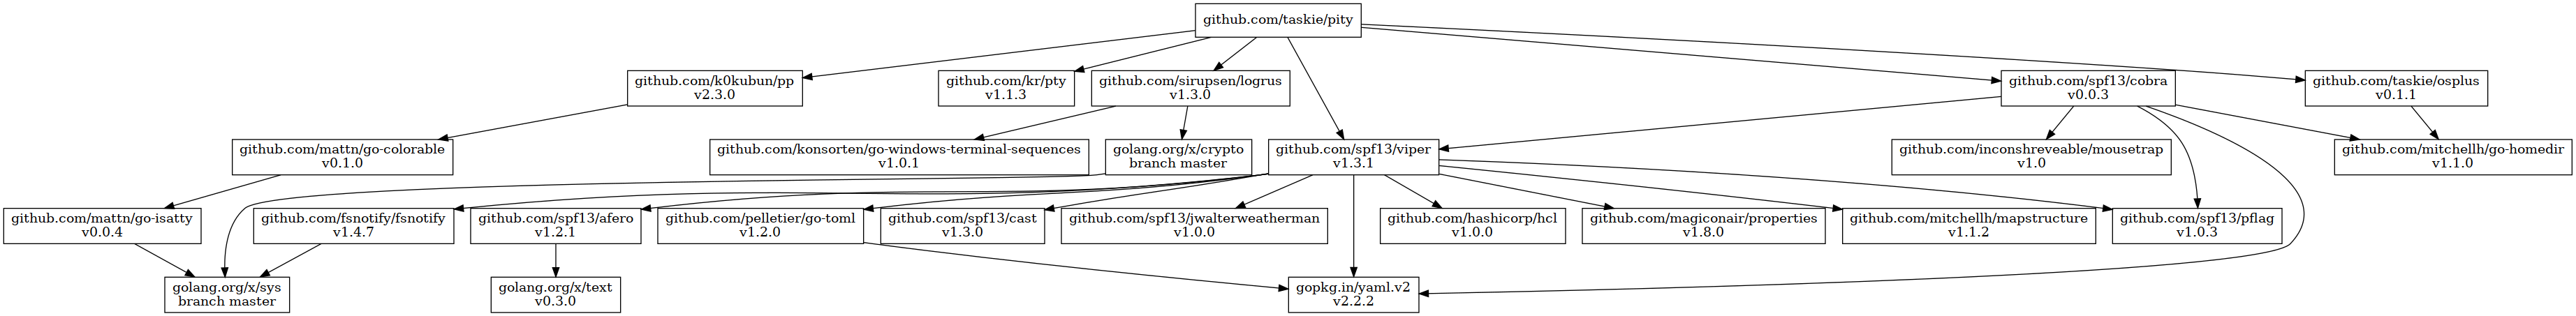 github.com/taskie/pity
github.com/k0kubun/pp
v2.3.0
github.com/kr/pty
v1.1.3
github.com/sirupsen/logrus
v1.3.0
github.com/spf13/cobra
v0.0.3
github.com/taskie/osplus
v0.1.1
github.com/mattn/go-colorable
v0.1.0
github.com/konsorten/go-windows-terminal-sequences
v1.0.1
golang.org/x/crypto
branch master
github.com/spf13/viper
v1.3.1
github.com/inconshreveable/mousetrap
v1.0
github.com/mitchellh/go-homedir
v1.1.0
github.com/mattn/go-isatty
v0.0.4
github.com/fsnotify/fsnotify
v1.4.7
github.com/spf13/afero
v1.2.1
github.com/pelletier/go-toml
v1.2.0
github.com/spf13/cast
v1.3.0
github.com/spf13/jwalterweatherman
v1.0.0
github.com/hashicorp/hcl
v1.0.0
github.com/magiconair/properties
v1.8.0
github.com/mitchellh/mapstructure
v1.1.2
github.com/spf13/pflag
v1.0.3
golang.org/x/sys
branch master
golang.org/x/text
v0.3.0
gopkg.in/yaml.v2
v2.2.2